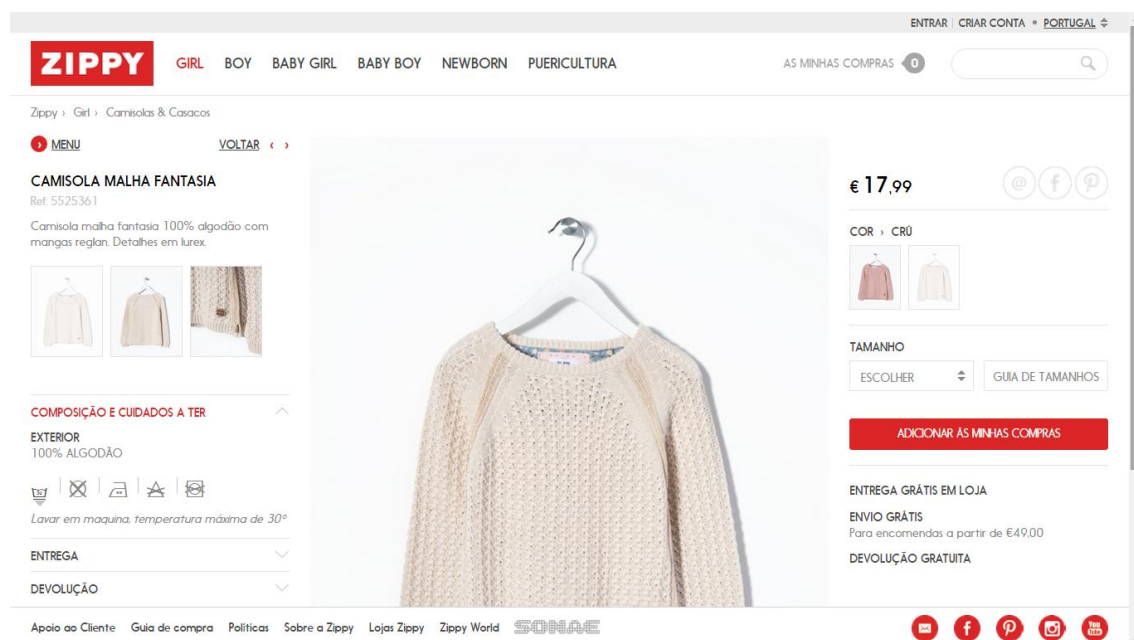 ENTRAR | CRIAR CONTA • PORTUGAL
ZIPPY GIRL BOY BABY GIRL BABY BOY NEWBORN PUERICULTURA AS MINHAS COMPRAS 0
Zippy › Girl › Camisolas & Casacos
MENU VOLTAR ‹ ›
CAMISOLA MALHA FANTASIA
Ref. 5525361
Camisola malha fantasia 100% algodão com
mangas reglan. Detalhes em lurex.
COMPOSIÇÃO E CUIDADOS A TER
EXTERIOR
100% ALGODÃO
Lavar em maquina, temperatura máxima de 30º
ENTREGA
DEVOLUÇÃO
€ 17,99
COR › CRÚ
TAMANHO
ESCOLHER GUIA DE TAMANHOS
ADICIONAR ÀS MINHAS COMPRAS
ENTREGA GRÁTIS EM LOJA
ENVIO GRÁTIS
Para encomendas a partir de €49,00
DEVOLUÇÃO GRATUITA
Apoio ao Cliente Guia de compra Políticas Sobre a Zippy Lojas Zippy Zippy World SONAE
You Tube